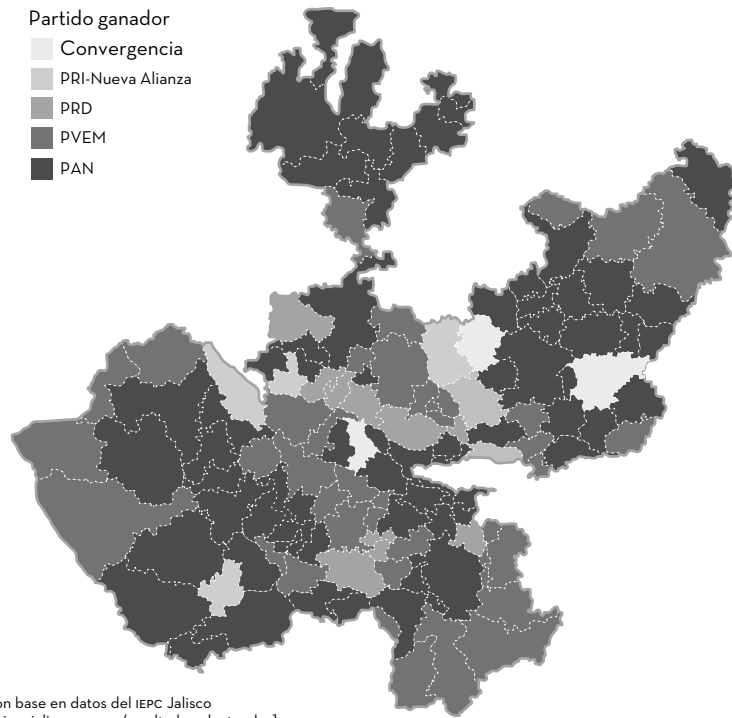 Partido ganador
Convergencia
PRI-Nueva Alianza
PRD
PVEM
PAN
on base en datos del IEPC Jalisco